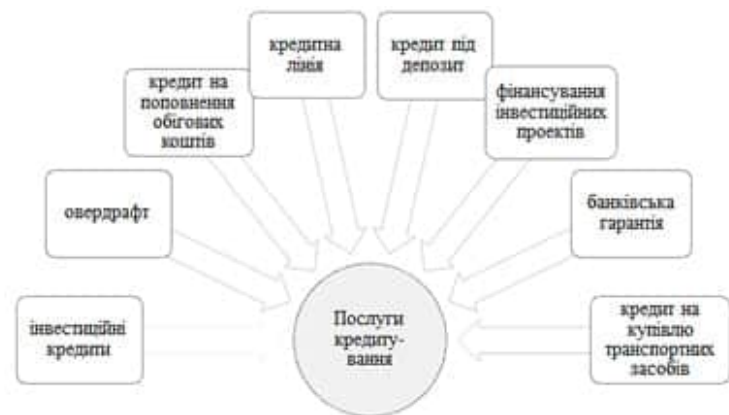 кредитна
лінія
кредит під
депозит
кредит на
поповнення
обігових
коштів
фінансування
інвестиційних
проектів
овердрафт
банківська
гарантія
інвестиційні
кредити
Послуги
кредиту-
вання
кредит на
купівлю
транспортних
засобів